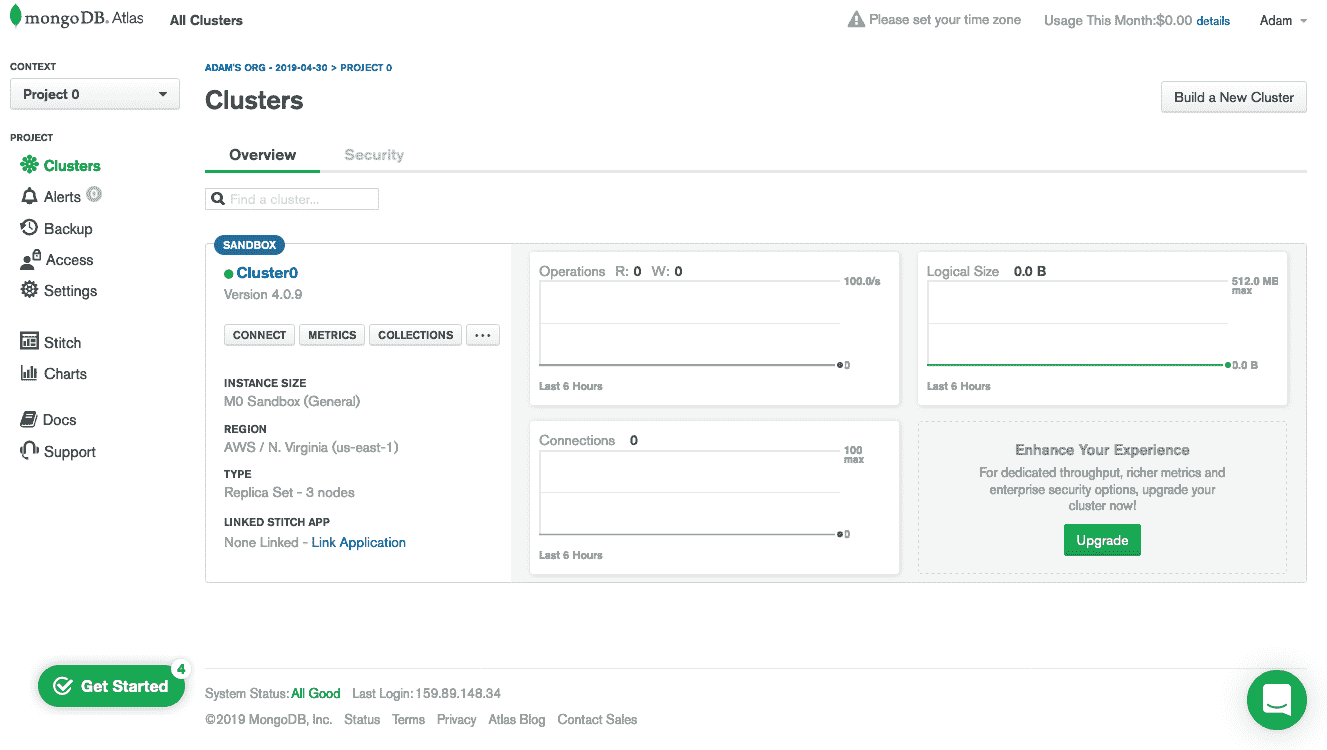 mongoDB. Atlas
All Clusters
Please set your time zone
Usage This Month:$0.00 details
Adam
CONTEXT
Project 0
PROJECT
Clusters
Alerts 0
Backup
Access
Settings
Stitch
Charts
Docs
Support
Get Started
4
ADAM'S ORG - 2019-04-30 > PROJECT 0
Clusters
Build a New Cluster
Overview
Security
Find a cluster...
SANDBOX
Cluster0
Version 4.0.9
CONNECT
METRICS
COLLECTIONS
...
INSTANCE SIZE
M0 Sandbox (General)
REGION
AWS / N. Virginia (us-east-1)
TYPE
Replica Set - 3 nodes
LINKED STITCH APP
None Linked - Link Application
Operations R: 0 W: 0
100.0/s
0
Last 6 Hours
Logical Size 0.0 B
512.0 MB
max
0.0 B
Last 6 Hours
Connections 0
100
max
0
Last 6 Hours
Enhance Your Experience
For dedicated throughput, richer metrics and
enterprise security options, upgrade your
cluster now!
Upgrade
System Status: All Good Last Login: 159.89.148.34
©2019 MongoDB, Inc. Status Terms Privacy Atlas Blog Contact Sales